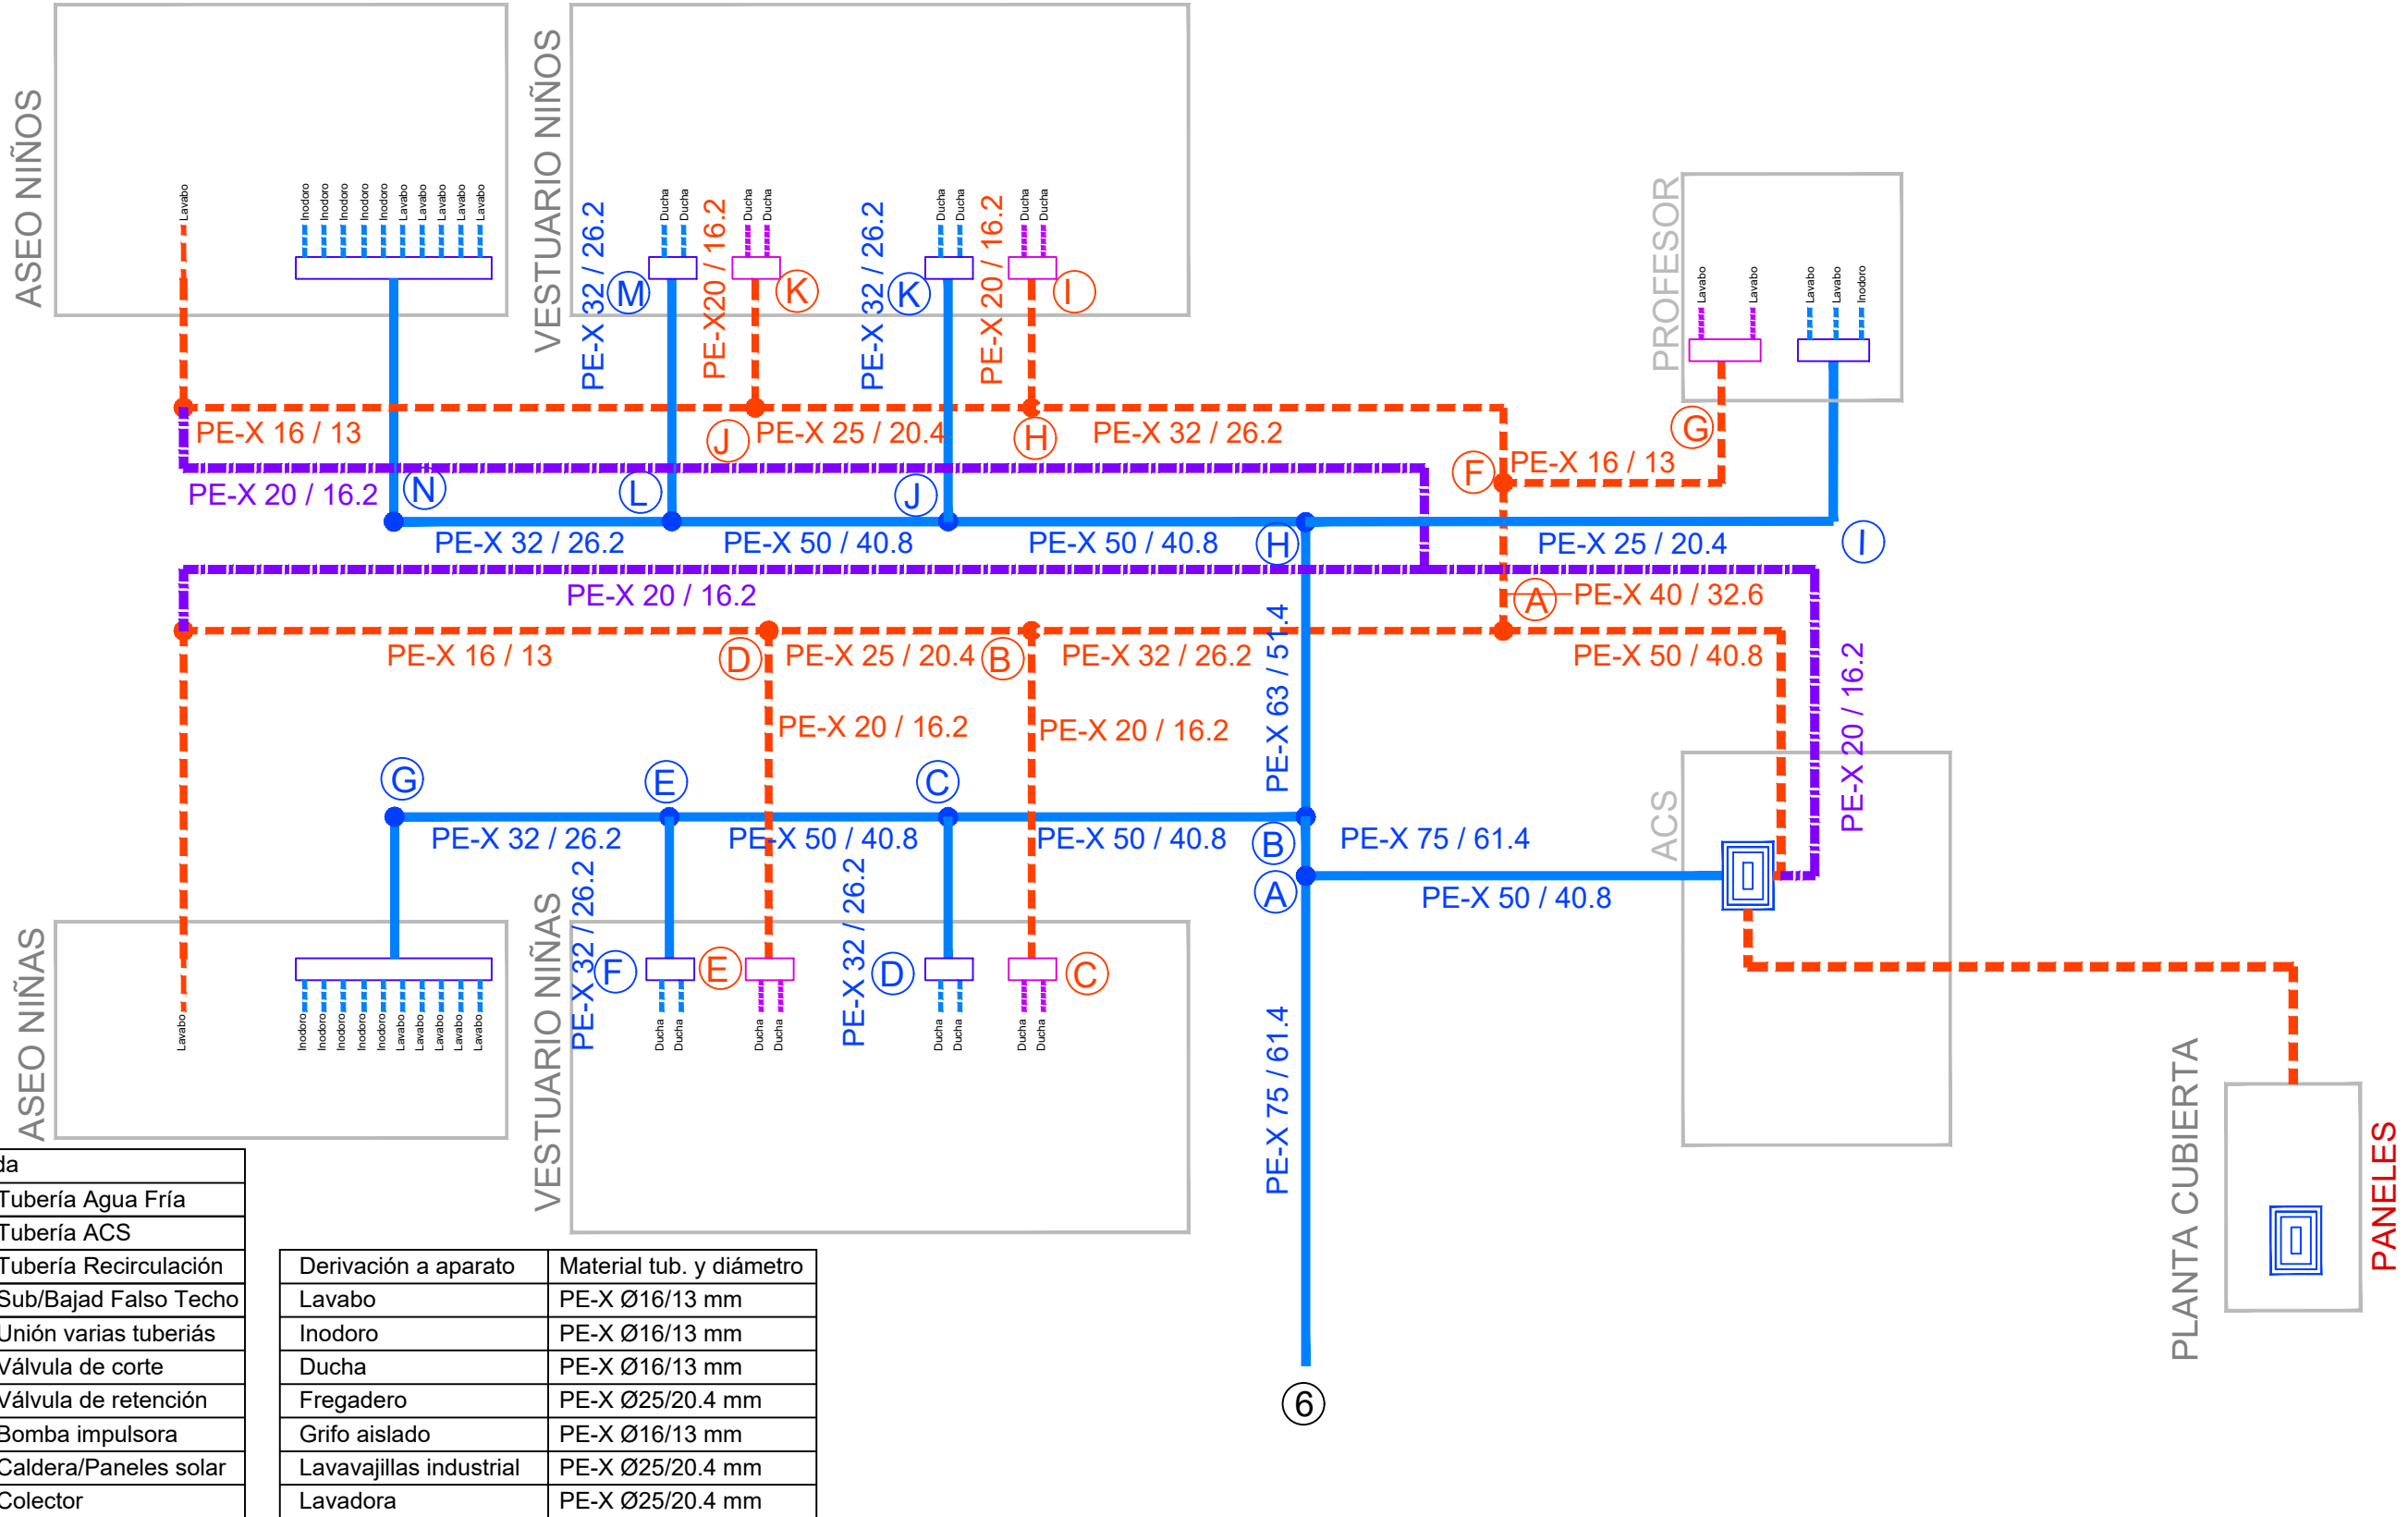 ASEO NIÑOS
Lavabo
Inodoro
Inodoro
Inodoro
Inodoro
Inodoro
Lavabo
Lavabo
Lavabo
Lavabo
Lavabo
VESTUARIO NIÑOS
PE-X 32 / 26.2
M
Ducha
Ducha
PE-X20 / 16.2
Ducha
Ducha
K
PE-X 32 / 26.2
K
Ducha
Ducha
PE-X 20 / 16.2
Ducha
Ducha
I
PROFESOR
Lavabo
Lavabo
Lavabo
Lavabo
Inodoro
G
PE-X 16 / 13
J
PE-X 25 / 20.4
H
PE-X 32 / 26.2
F
PE-X 16 / 13
PE-X 20 / 16.2
N
L
J
PE-X 32 / 26.2
PE-X 50 / 40.8
PE-X 50 / 40.8
H
PE-X 25 / 20.4
I
PE-X 20 / 16.2
A
PE-X 40 / 32.6
PE-X 16 / 13
D
PE-X 25 / 20.4
B
PE-X 32 / 26.2
PE-X 63 / 51.4
PE-X 50 / 40.8
PE-X 20 / 16.2
PE-X 20 / 16.2
PE-X 20 / 16.2
G
E
C
PE-X 32 / 26.2
PE-X 50 / 40.8
PE-X 50 / 40.8
B
PE-X 75 / 61.4
A
PE-X 50 / 40.8
ACS
ASEO NIÑAS
Lavabo
Inodoro
Inodoro
Inodoro
Inodoro
Inodoro
Lavabo
Lavabo
Lavabo
Lavabo
Lavabo
VESTUARIO NIÑAS
PE-X 32 / 26.2
F
Ducha
Ducha
E
Ducha
Ducha
PE-X 32 / 26.2
D
Ducha
Ducha
C
Ducha
Ducha
PE-X 75 / 61.4
6
PLANTA CUBIERTA
PANELES
da
Tubería Agua Fría
Tubería ACS
Tubería Recirculación
Sub/Bajad Falso Techo
Unión varias tuberiás
Válvula de corte
Válvula de retención
Bomba impulsora
Caldera/Paneles solar
Colector
Derivación a aparato Material tub. y diámetro
Lavabo PE-X Ø16/13 mm
Inodoro PE-X Ø16/13 mm
Ducha PE-X Ø16/13 mm
Fregadero PE-X Ø25/20.4 mm
Grifo aislado PE-X Ø16/13 mm
Lavavajillas industrial PE-X Ø25/20.4 mm
Lavadora PE-X Ø25/20.4 mm